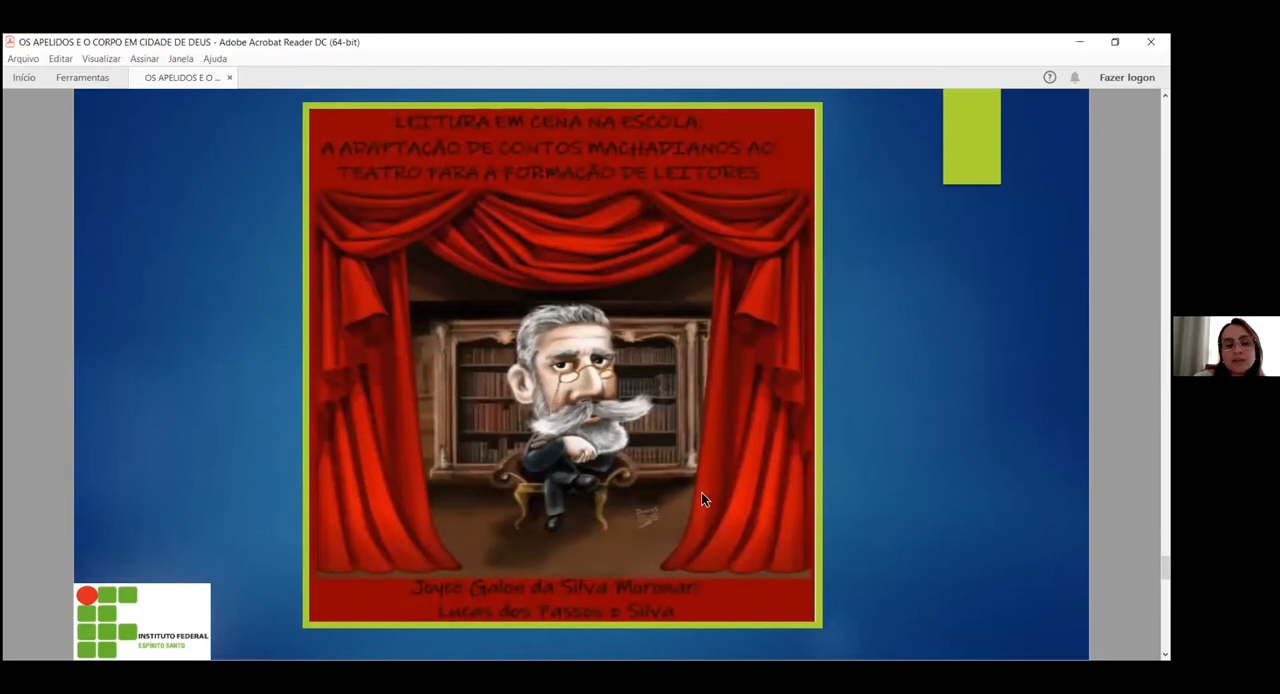 OS APELIDOS E O CORPO EM CIDADE DE DEUS - Adobe Acrobat Reader DC (64-bit)
Arquivo Editar Visualizar Assinar Janela Ajuda
Início Ferramentas OS APELIDOS E O ... × Fazer logon
LEITURA EM CENA NA ESCOLA:
A ADAPTAÇÃO DE CONTOS MACHADIANOS AO
TEATRO PARA A FORMAÇÃO DE LEITORES
Joyce Galon da Silva
Lucas dos Passos e Silva
INSTITUTO FEDERAL
ESPÍRITO SANTO